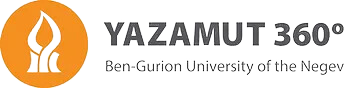 YAZAMUT 360º
Ben-Gurion University of the Negev